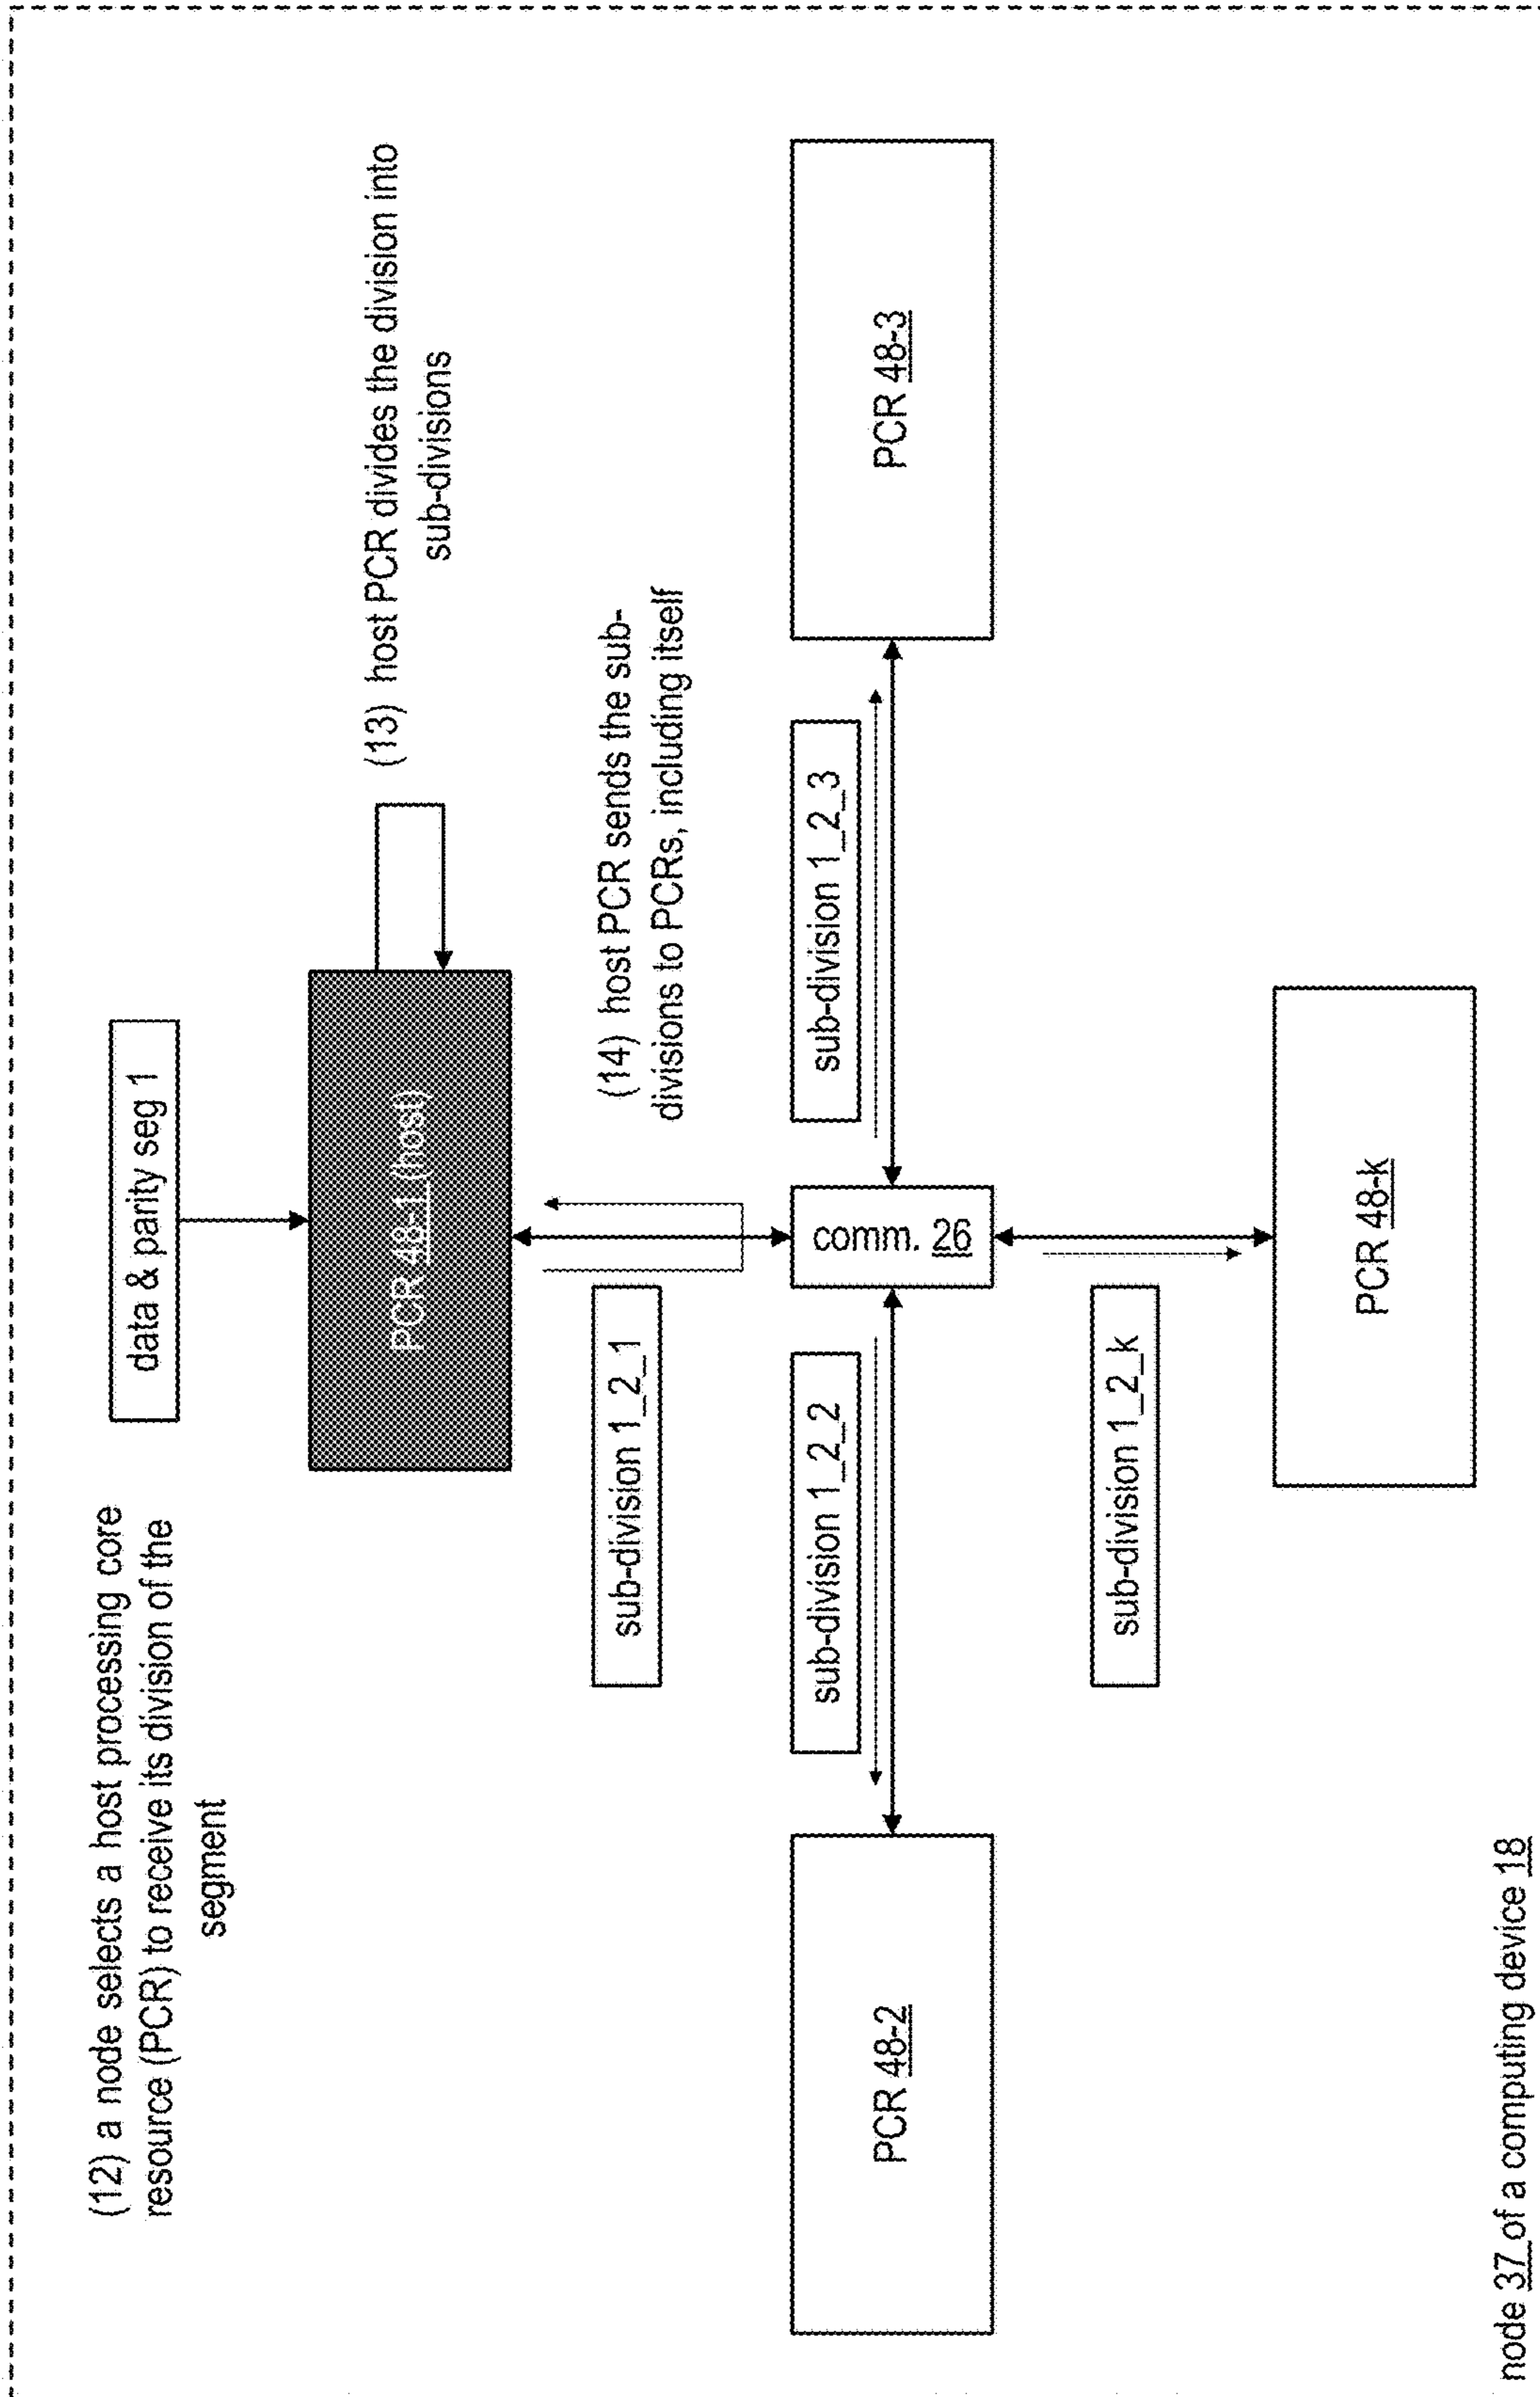 (12) a node selects a host processing core
resource (PCR) to receive its division of the
segment
data & parity seg 1
PCR 48-1 (host)
(13) host PCR divides the division into
sub-divisions
(14) host PCR sends the sub-
divisions to PCRs, including itself
sub-division 1_2_1
sub-division 1_2_2
sub-division 1_2_3
PCR 48-2
comm. 26
PCR 48-3
sub-division 1_2_k
PCR 48-k
node 37 of a computing device 18